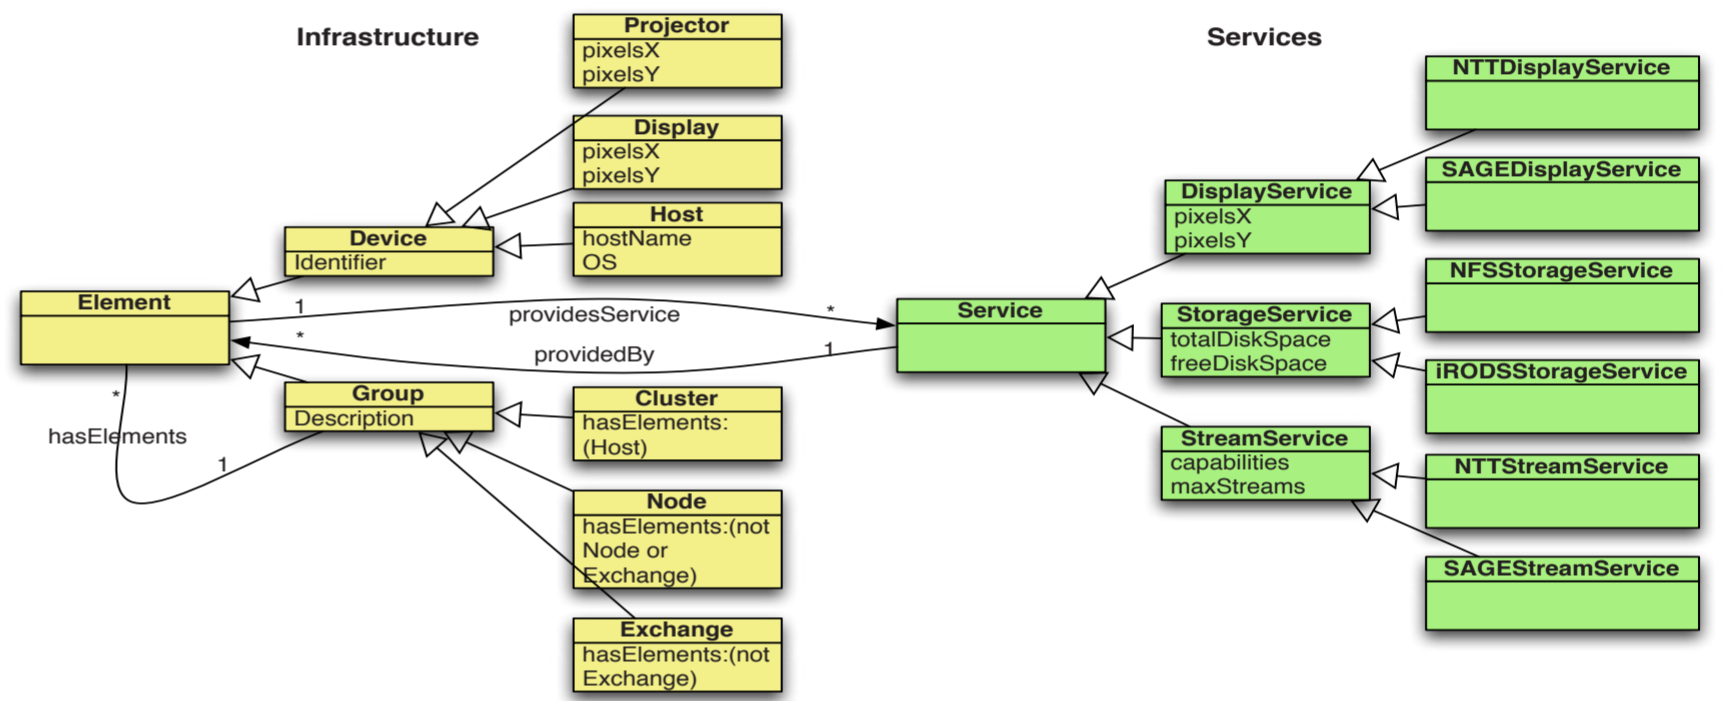 Infrastructure
Services
Projector
pixelsX
pixelsY
Display
pixelsX
pixelsY
Host
hostName
OS
Device
Identifier
Element
1
providesService
*
*
providedBy
1
*
hasElements
1
Group
Description
Cluster
hasElements:
(Host)
Node
hasElements:(not
Node or
Exchange)
Exchange
hasElements:(not
Exchange)
Service
DisplayService
pixelsX
pixelsY
StorageService
totalDiskSpace
freeDiskSpace
StreamService
capabilities
maxStreams
NTTDisplayService
SAGEDisplayService
NFSStorageService
iRODSStorageService
NTTStreamService
SAGEStreamService